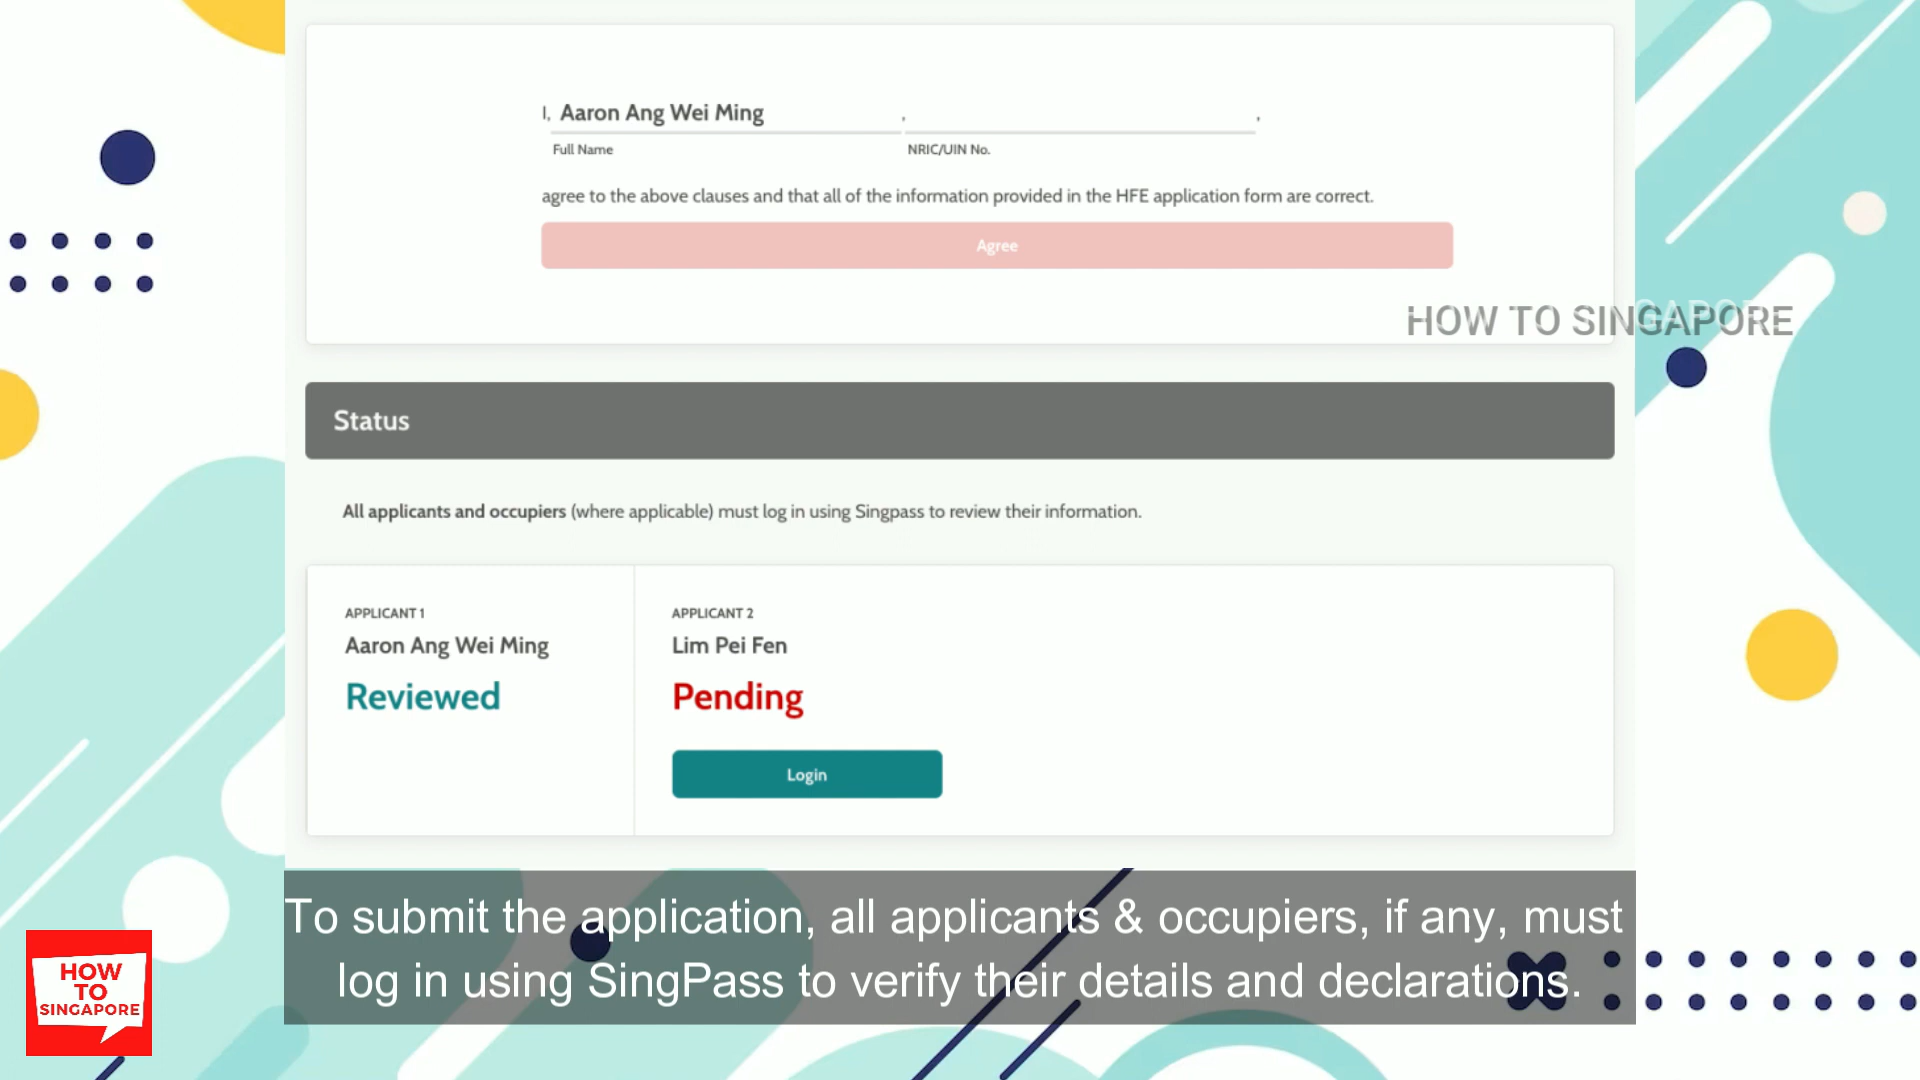 I, Aaron Ang Wei Ming , ,
Full Name NRIC/UIN No.
agree to the above clauses and that all of the information provided in the HFE application form are correct.
Agree
HOW TO SINGAPORE
Status
All applicants and occupiers (where applicable) must log in using Singpass to review their information.
APPLICANT 1
Aaron Ang Wei Ming
Reviewed
APPLICANT 2
Lim Pei Fen
Pending
Login
To submit the application, all applicants & occupiers, if any, must
log in using SingPass to verify their details and declarations.
HOW
TO
SINGAPORE